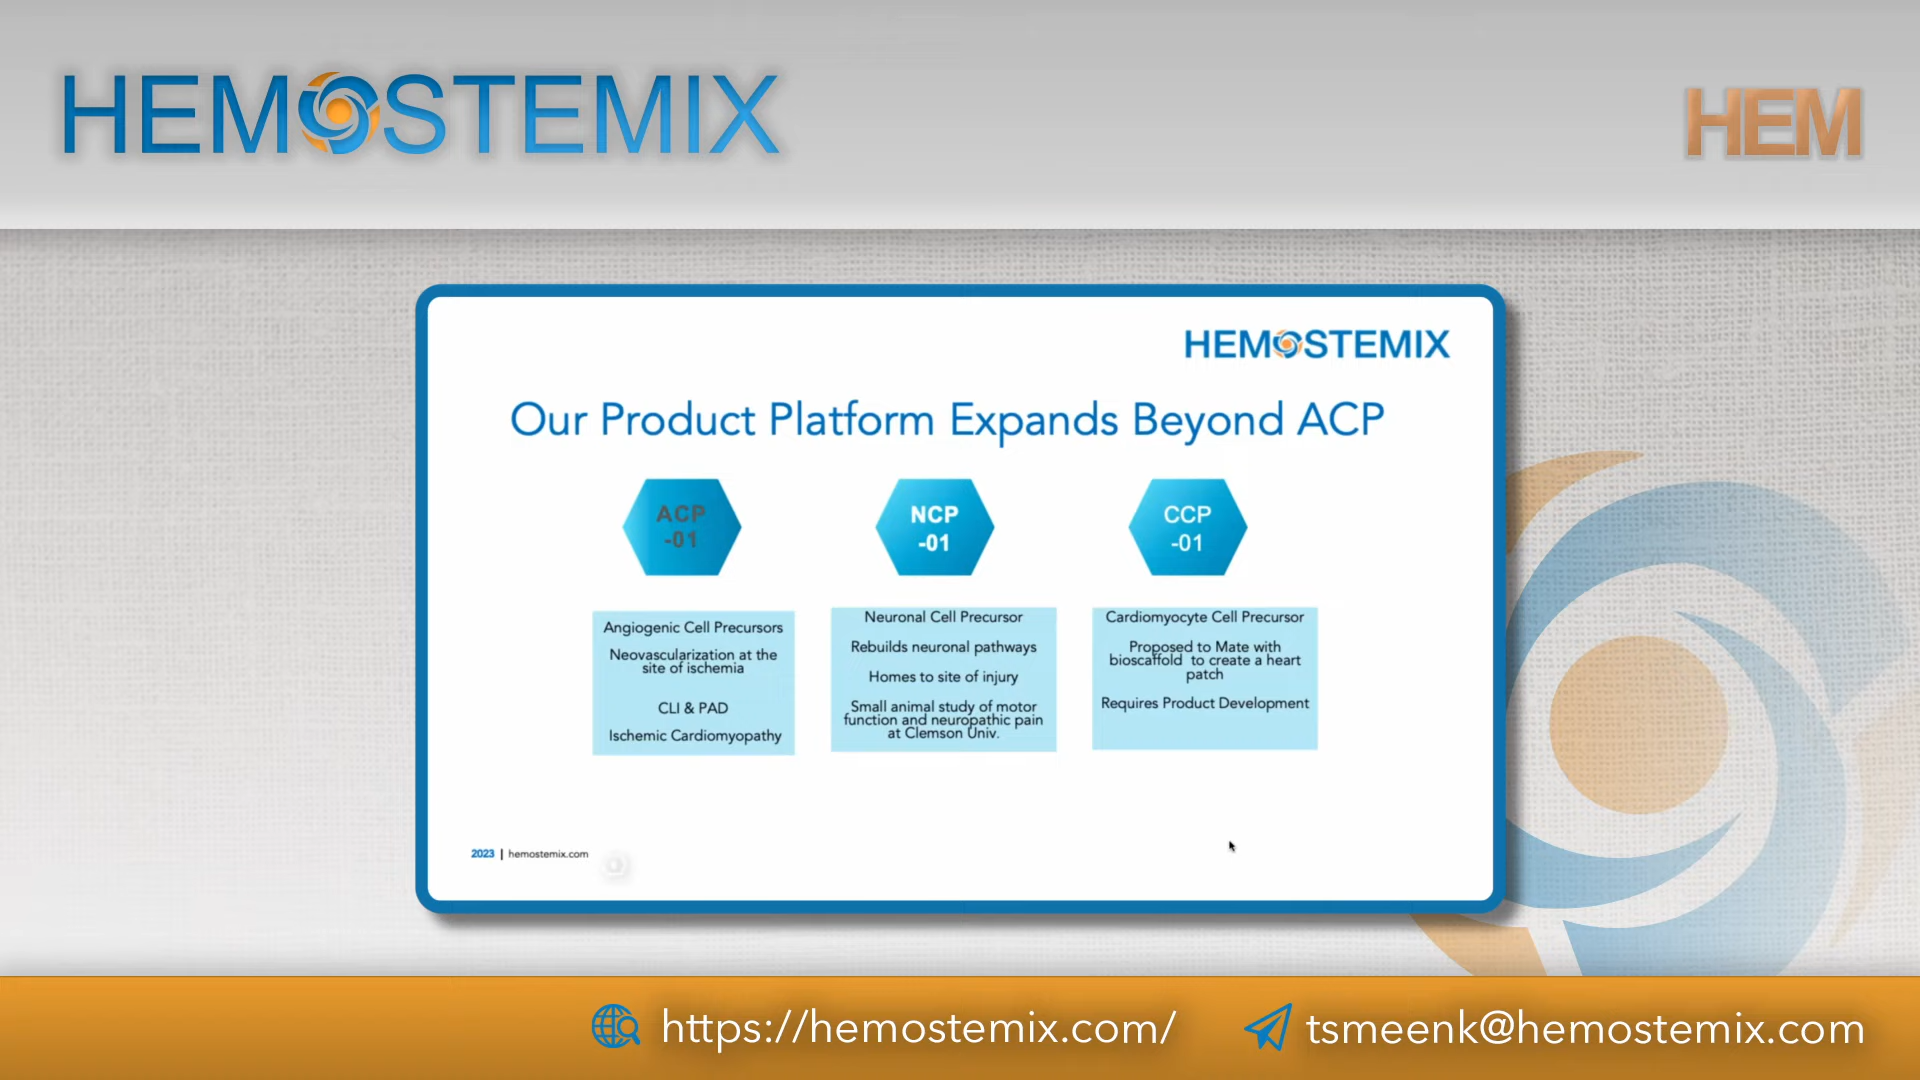 HEMOSTEMIX
HEM
HEMOSTEMIX
Our Product Platform Expands Beyond ACP
ACP
-01
NCP
-01
CCP
-01
Angiogenic Cell Precursors
Neovascularization at the
site of ischemia
CLI & PAD
Ischemic Cardiomyopathy
Neuronal Cell Precursor
Rebuilds neuronal pathways
Homes to site of injury
Small animal study of motor
function and neuropathic pain
at Clemson Univ.
Cardiomyocyte Cell Precursor
Proposed to Mate with
bioscaffold to create a heart
patch
Requires Product Development
2023 | hemostemix.com
https://hemostemix.com/
tsmeenk@hemostemix.com